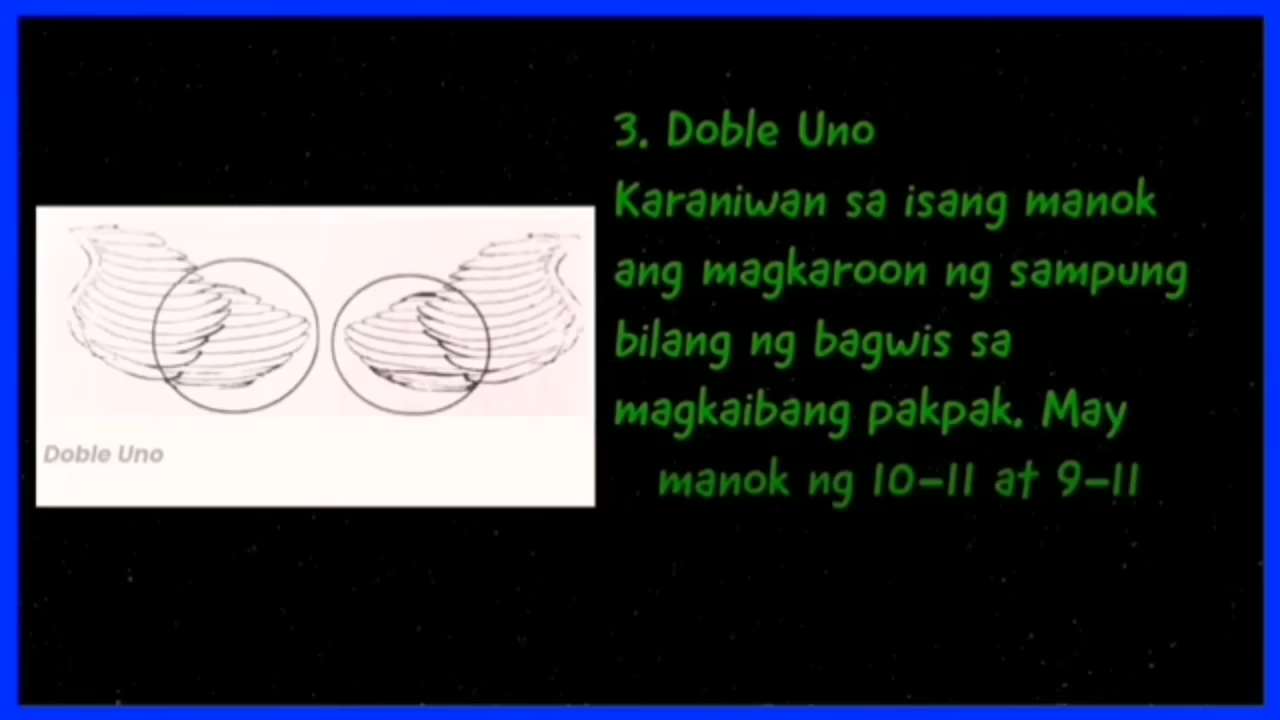 3. Doble Uno
Karaniwan sa isang manok
ang magkaroon ng sampung
bilang ng bagwis sa
magkaibang pakpak. May
manok ng 10-11 at 9-11
Doble Uno